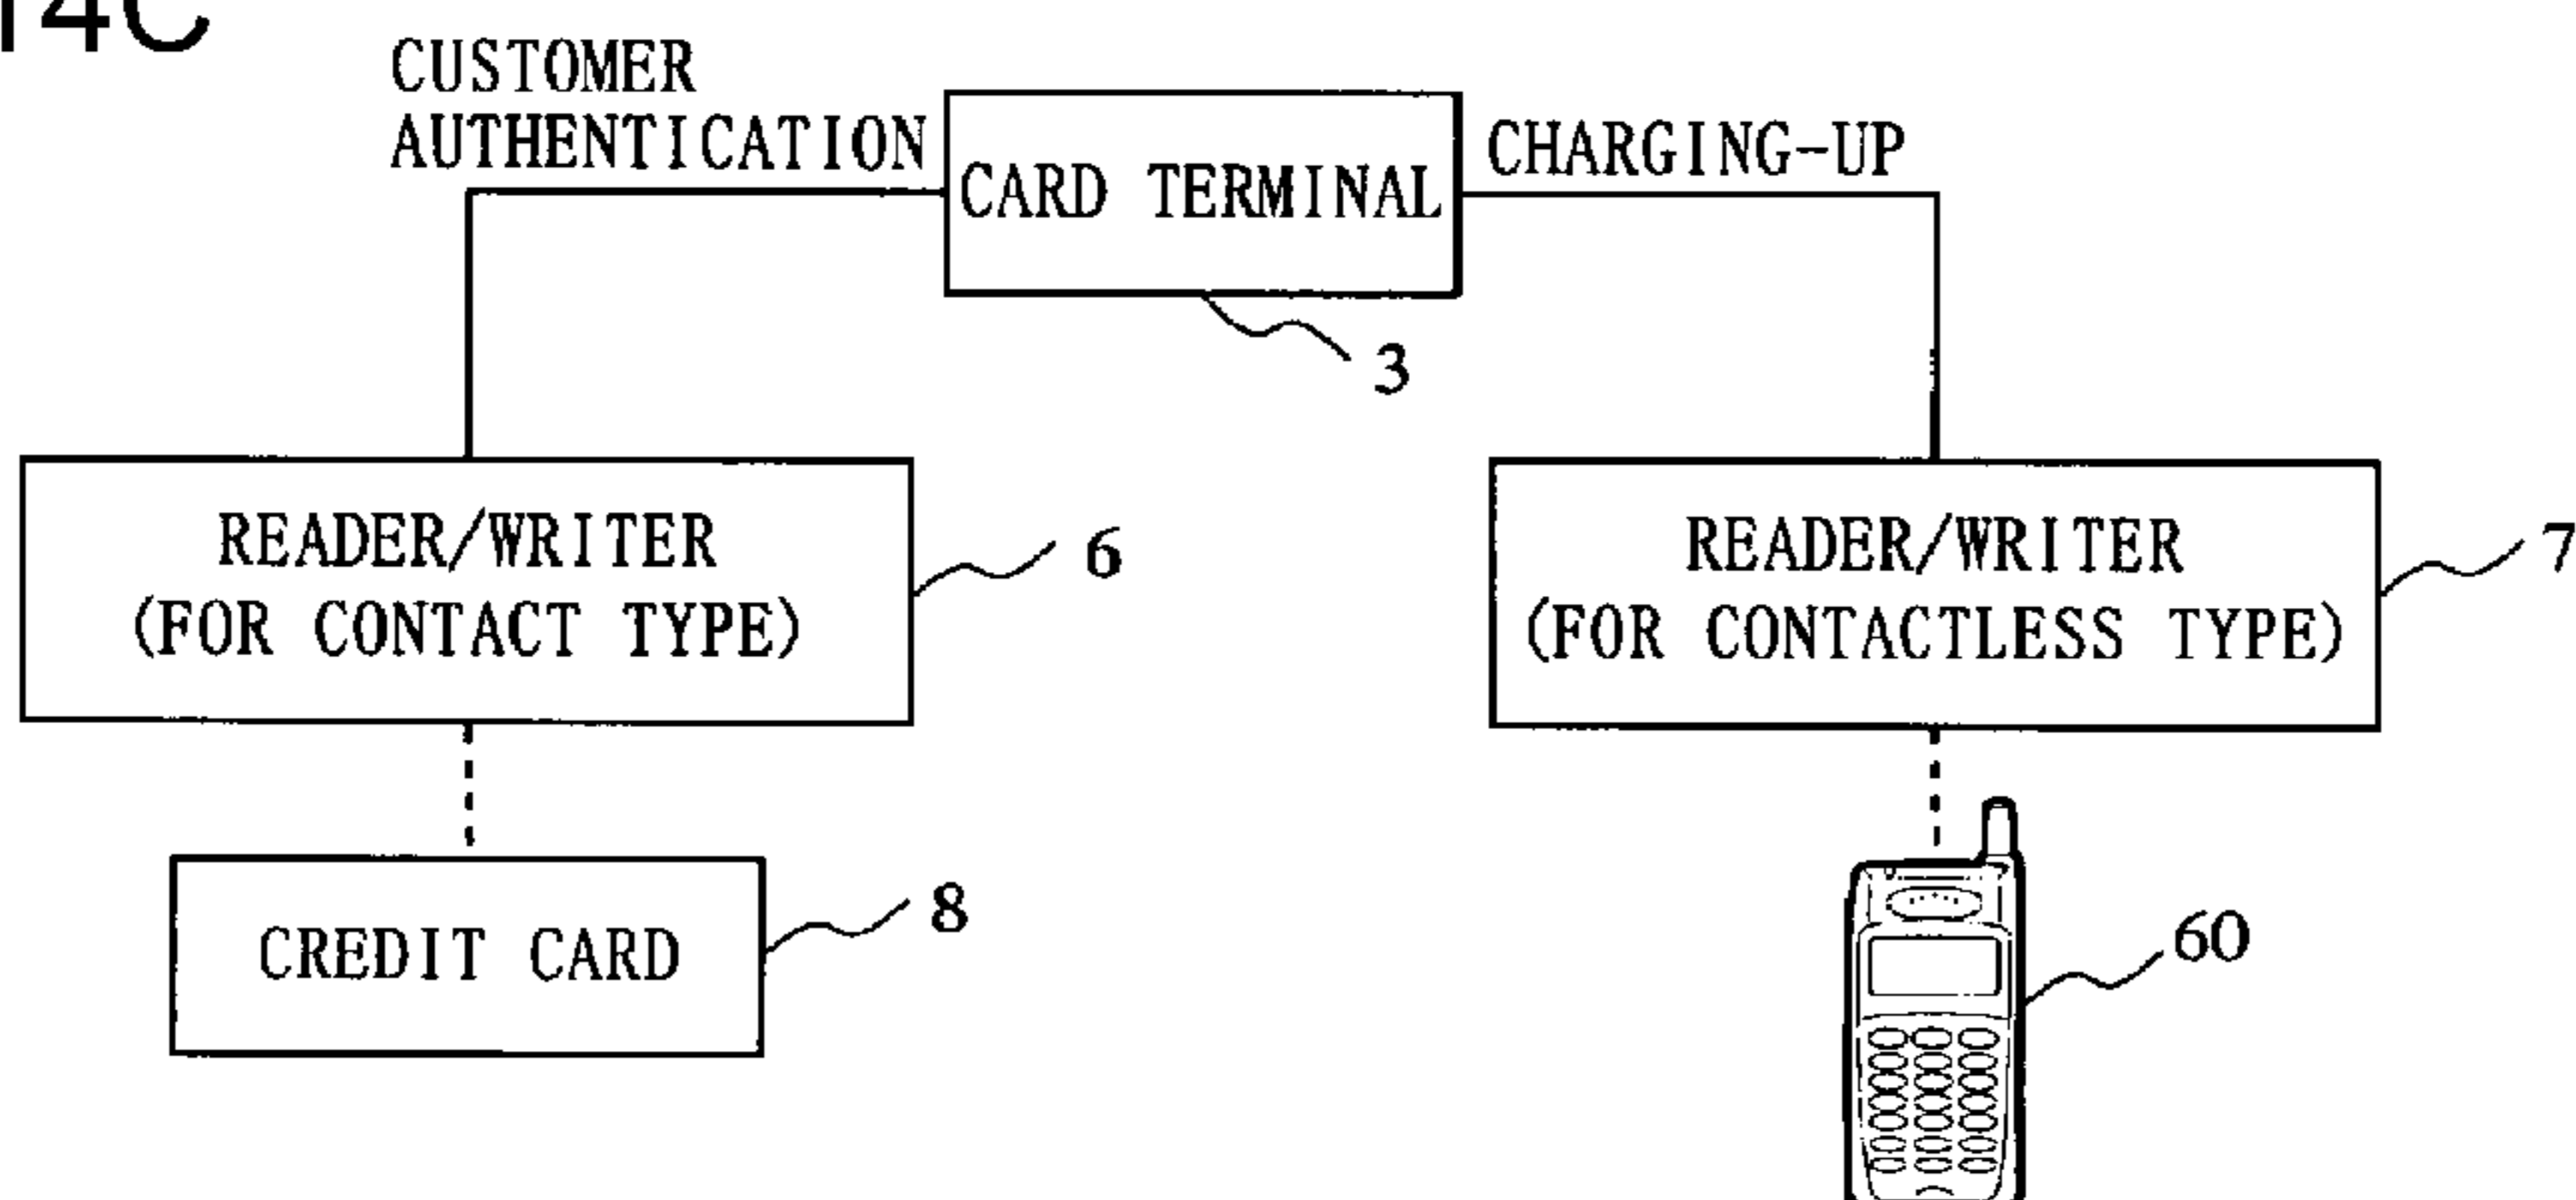 14C
CUSTOMER
AUTHENTICATION
CARD TERMINAL
CHARGING-UP
3
READER/WRITER
(FOR CONTACT TYPE)
6
READER/WRITER
(FOR CONTACTLESS TYPE)
7
CREDIT CARD
8
60